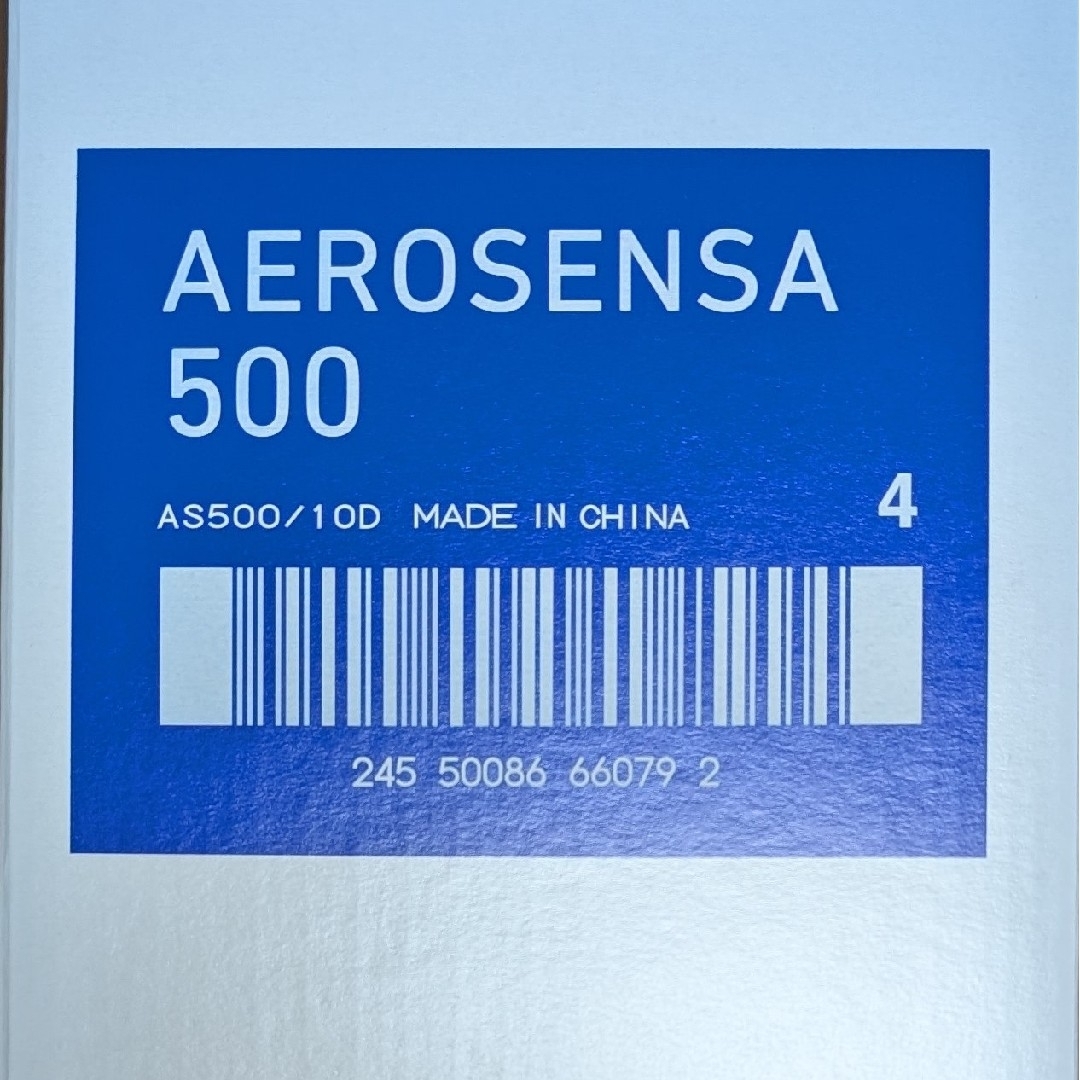 AEROSENSA
500
4
AS500/10D MADE IN CHINA
245 50086 66079 2